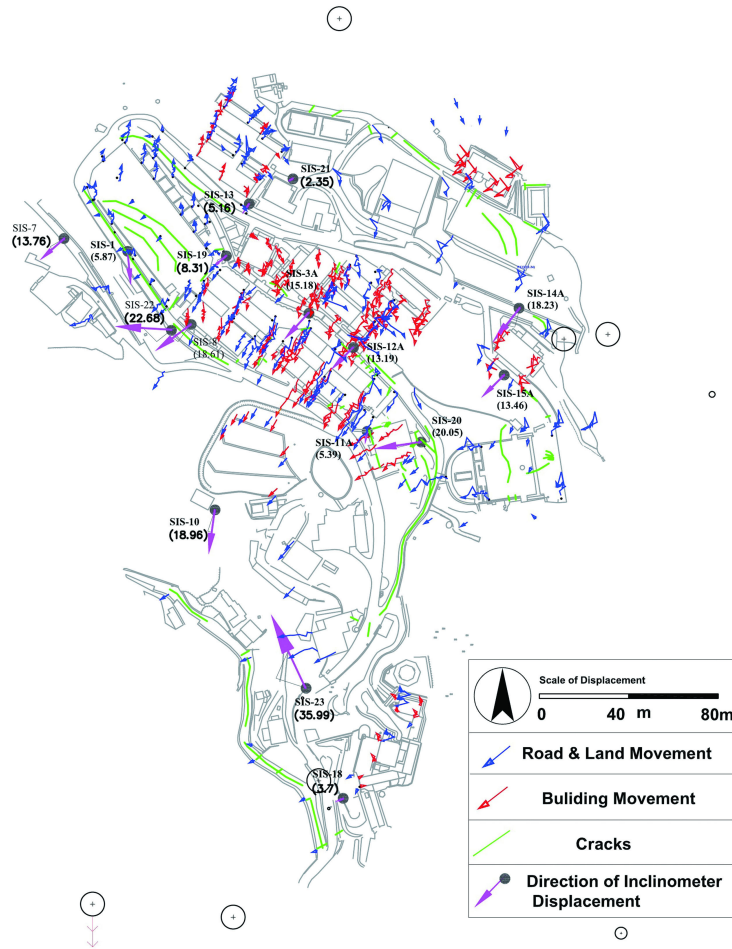 SIS-21
(2.35)
SIS-13
(5.16)
SIS-7
(13.76)
SIS-1
(5.87)
SIS-19
(8.31)
SIS-3A
(15.18)
SIS-14A
(18.23)
SIS-22
(22.68)
SIS-8
(18.61)
SIS-12A
(13.19)
SIS-15A
(13.46)
SIS-20
(20.05)
SIS-11A
(5.39)
SIS-10
(18.96)
SIS-23
(35.99)
SIS-18
(3.7)
Scale of Displacement
0 40 m 80m
Road & Land Movement
Buliding Movement
Cracks
Direction of Inclinometer
Displacement